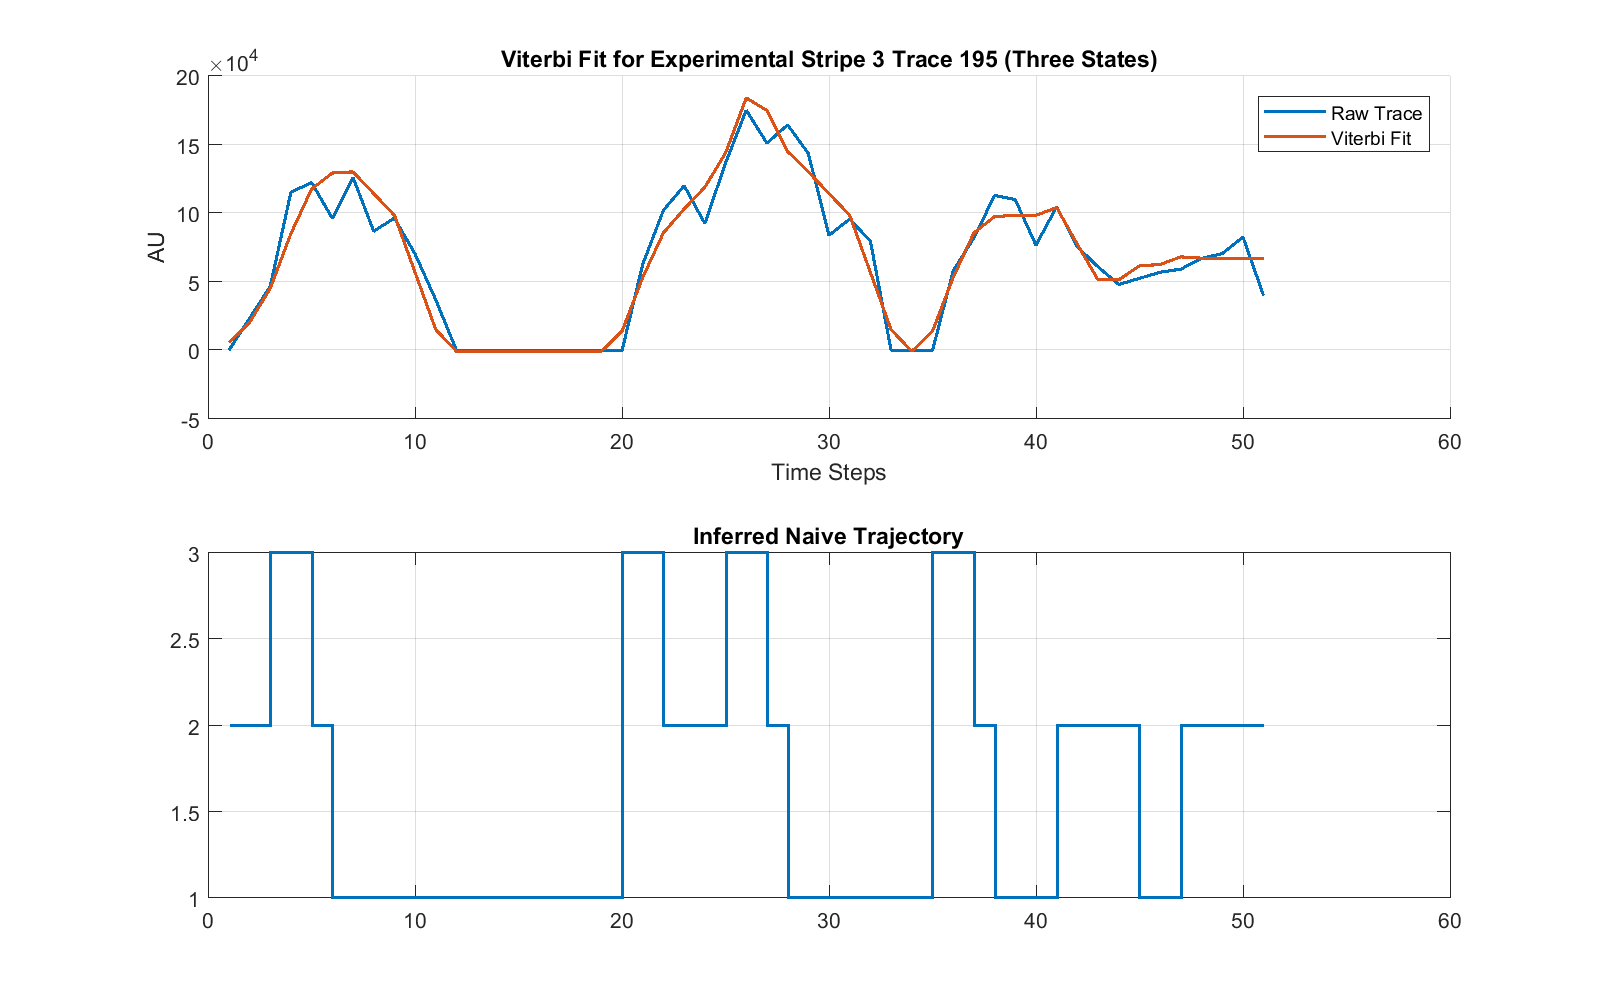 Viterbi Fit for Experimental Stripe 3 Trace 195 (Three States)
×10^4
20
15
10
5
0
-5
AU
Raw Trace
Viterbi Fit
0 10 20 30 40 50 60
Time Steps
Inferred Naive Trajectory
3
2.5
2
1.5
1
0 10 20 30 40 50 60